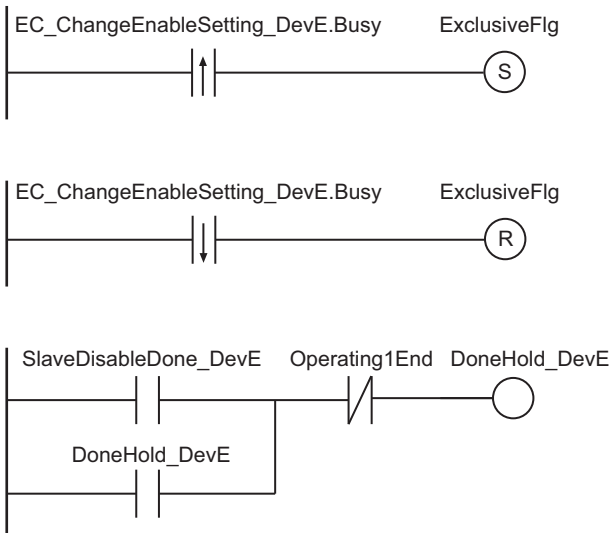 EC_ChangeEnableSetting_DevE.Busy ExclusiveFlg
S
EC_ChangeEnableSetting_DevE.Busy ExclusiveFlg
R
SlaveDisableDone_DevE Operating1End DoneHold_DevE
DoneHold_DevE